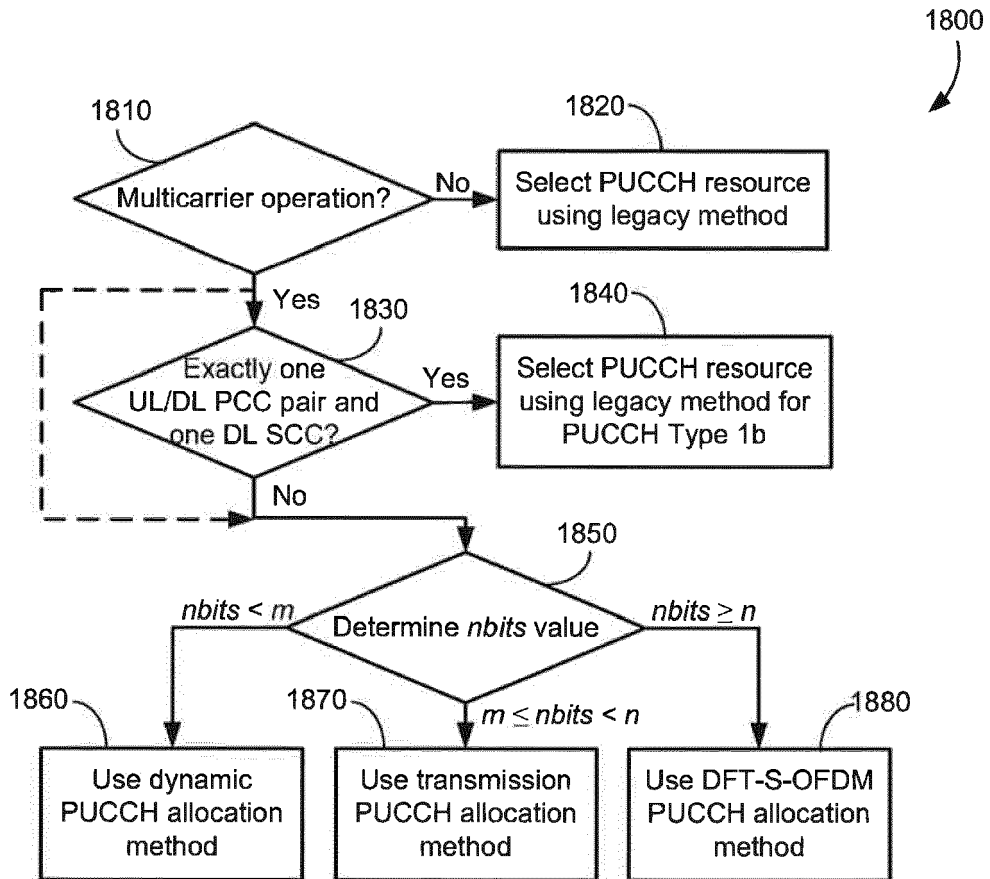 1800
1810
1820
Multicarrier operation?
No
Select PUCCH resource
using legacy method
Yes
1830
1840
Exactly one
UL/DL PCC pair and
one DL SCC?
Yes
Select PUCCH resource
using legacy method for
PUCCH Type 1b
No
1850
nbits < m
Determine nbits value
nbits ≥ n
1860
1870
m ≤ nbits < n
1880
Use dynamic
PUCCH allocation
method
Use transmission
PUCCH allocation
method
Use DFT-S-OFDM
PUCCH allocation
method